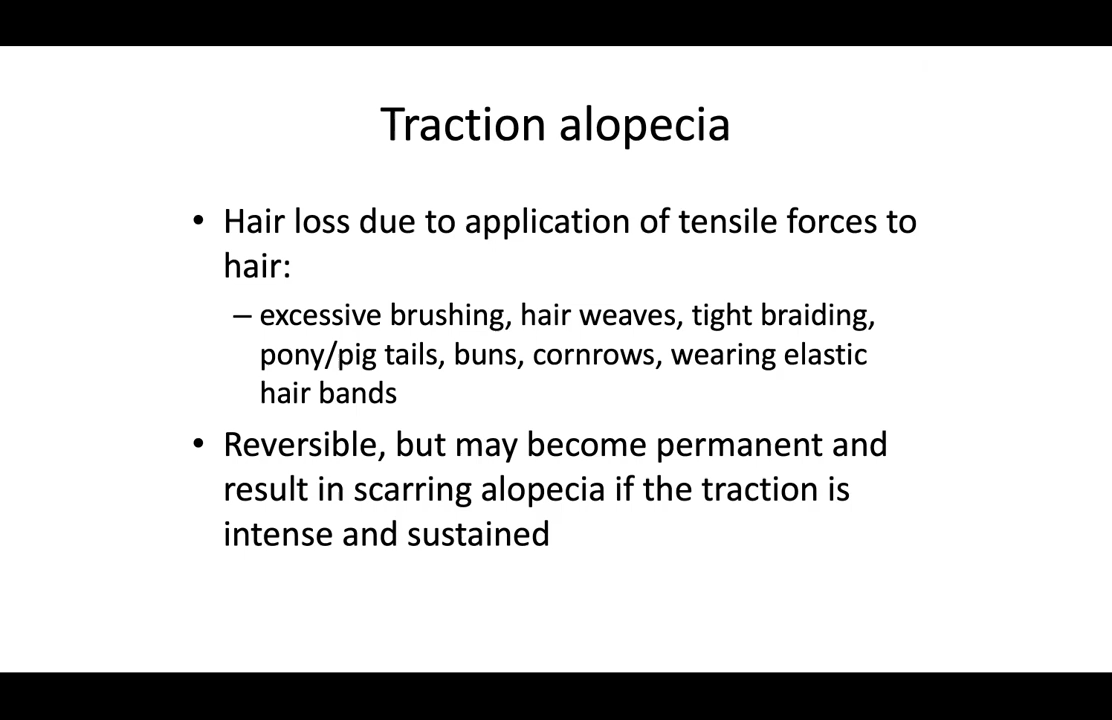 Traction alopecia
• Hair loss due to application of tensile forces to
hair:
– excessive brushing, hair weaves, tight braiding,
pony/pig tails, buns, cornrows, wearing elastic
hair bands
• Reversible, but may become permanent and
result in scarring alopecia if the traction is
intense and sustained